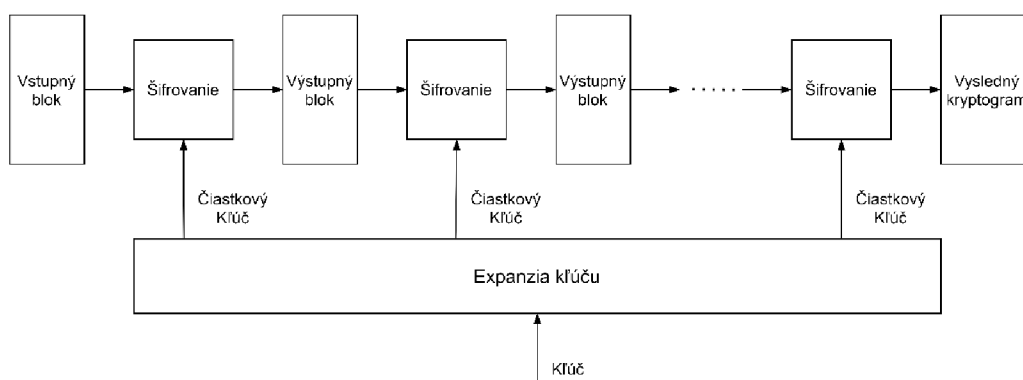 Vstupný
blok
Šifrovanie
Výstupný
blok
Šifrovanie
Výstupný
blok
Šifrovanie
Vysledný
kryptogram
Čiastkový
Kľúč
Čiastkový
Kľúč
Čiastkový
Kľúč
Expanzia kľúču
Kľúč